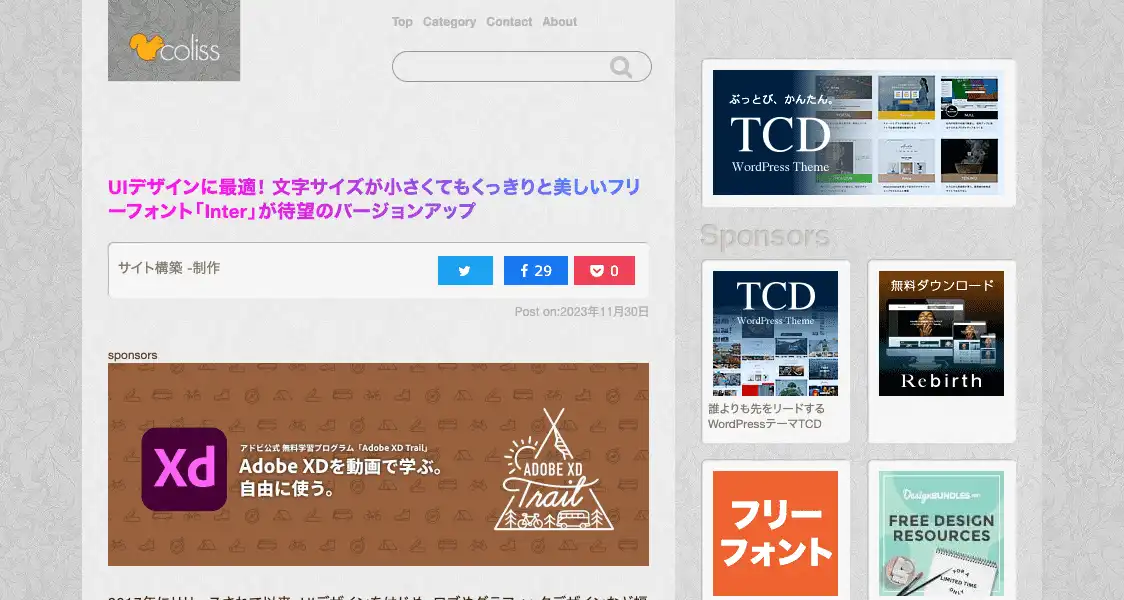 coliss
Top Category Contact About
UIデザインに最適！文字サイズが小さくてもくっきりと美しいフリ
ーフォント「Inter」が待望のバージョンアップ
サイト構築 -制作
29
0
Post on:2023年11月30日
sponsors
Xd
アドビ公式 無料学習プログラム「Adobe XD Trail」
Adobe XDを動画で学ぶ。
自由に使う。
ADOBE XD
Trail
ぶっとび、かんたん。
TCD
WordPress Theme
Sponsors
TCD
WordPress Theme
誰よりも先をリードする
WordPressテーマTCD
無料ダウンロード
Rebirth
フリー
フォント
DesignBUNDLES.net
FREE DESIGN
RESOURCES
FOR A
LIMITED TIME
ONLY